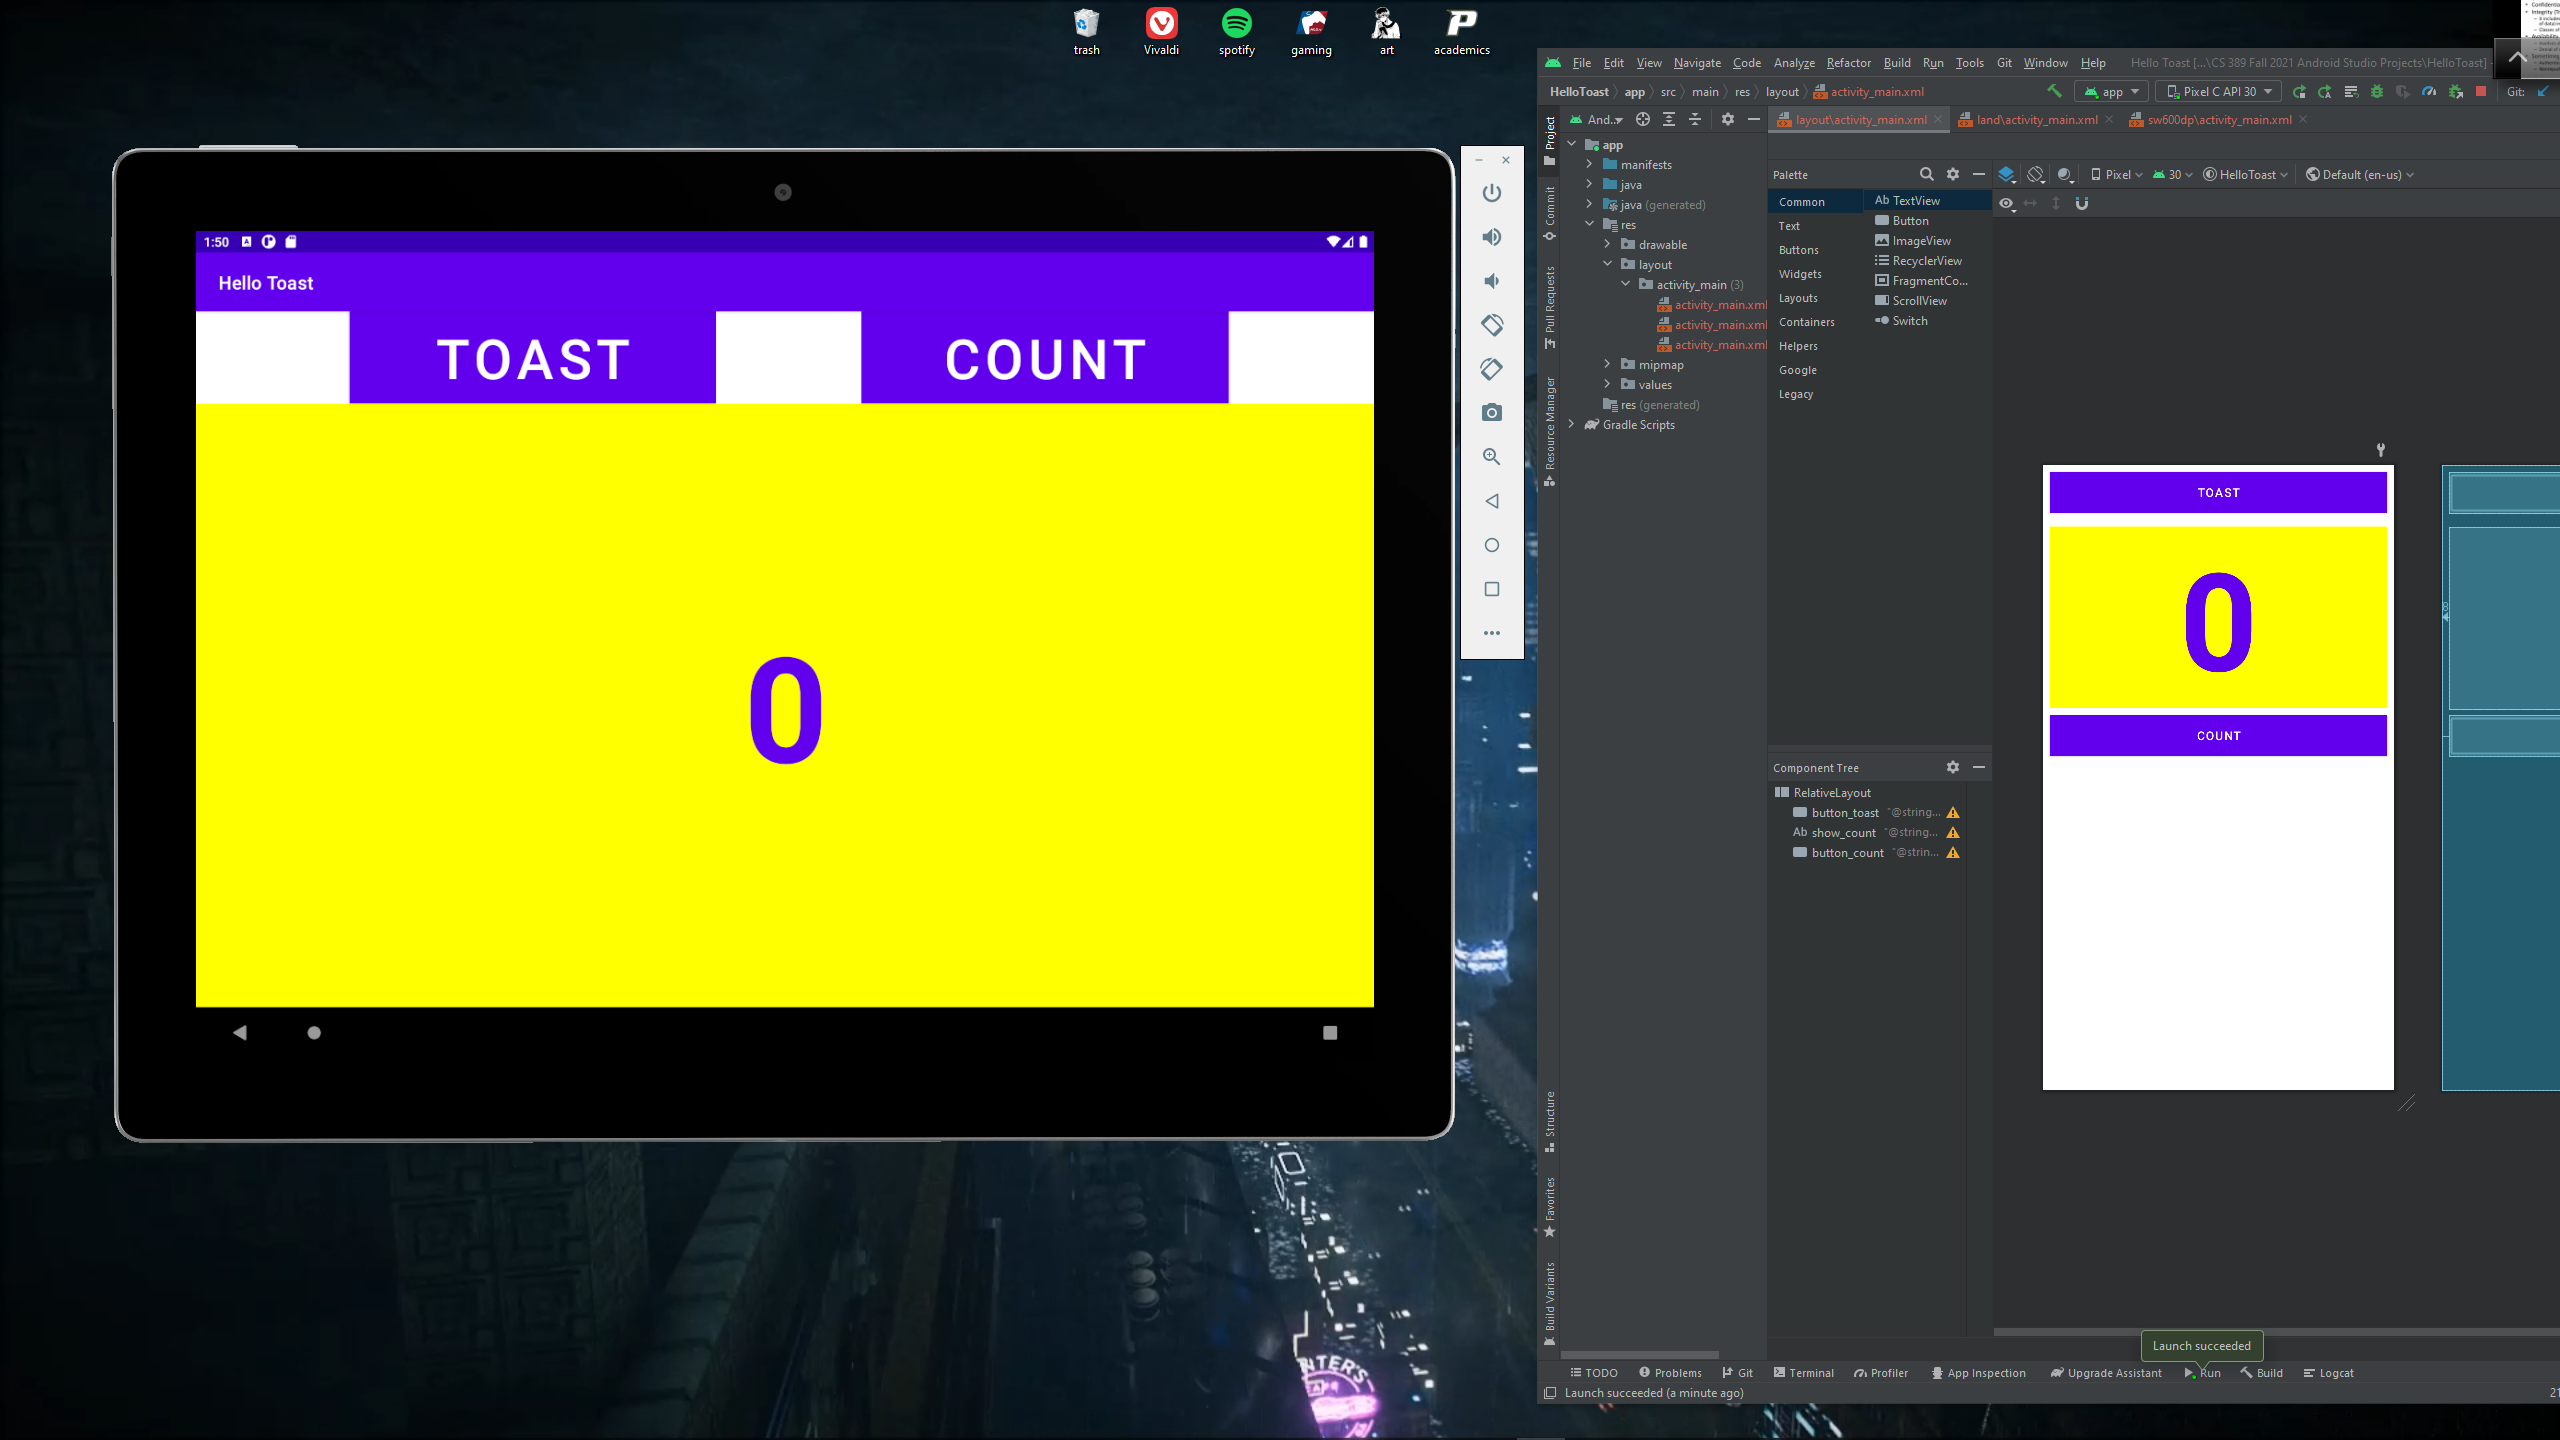 trash
Vivaldi
spotify
gaming
art
academics
File Edit View Navigate Code Analyze Refactor Build Run Tools Git Window Help Hello Toast [...\CS 389 Fall 2021 Android Studio Projects\HelloToast]
HelloToast app src main res layout activity_main.xml app Pixel C API 30 Git:
And.. layout\activity_main.xml land\activity_main.xml sw600dp\activity_main.xml
Project
Commit
Pull Requests
Resource Manager
Structure
Favorites
Build Variants
app
manifests
java
java (generated)
res
drawable
layout
activity_main (3)
activity_main.xml
activity_main.xml
activity_main.xml
mipmap
values
res (generated)
Gradle Scripts
Palette
Common
Text
Buttons
Widgets
Layouts
Containers
Helpers
Google
Legacy
Ab TextView
Button
ImageView
RecyclerView
FragmentCo...
ScrollView
Switch
Pixel 30 HelloToast Default (en-us)
TOAST
0
COUNT
Component Tree
RelativeLayout
button_toast "@string...
Ab show_count "@string...
button_count "@strin...
1:50
Hello Toast
TOAST COUNT
0
Launch succeeded
TODO Problems Git Terminal Profiler App Inspection Upgrade Assistant Run Build Logcat
Launch succeeded (a minute ago)